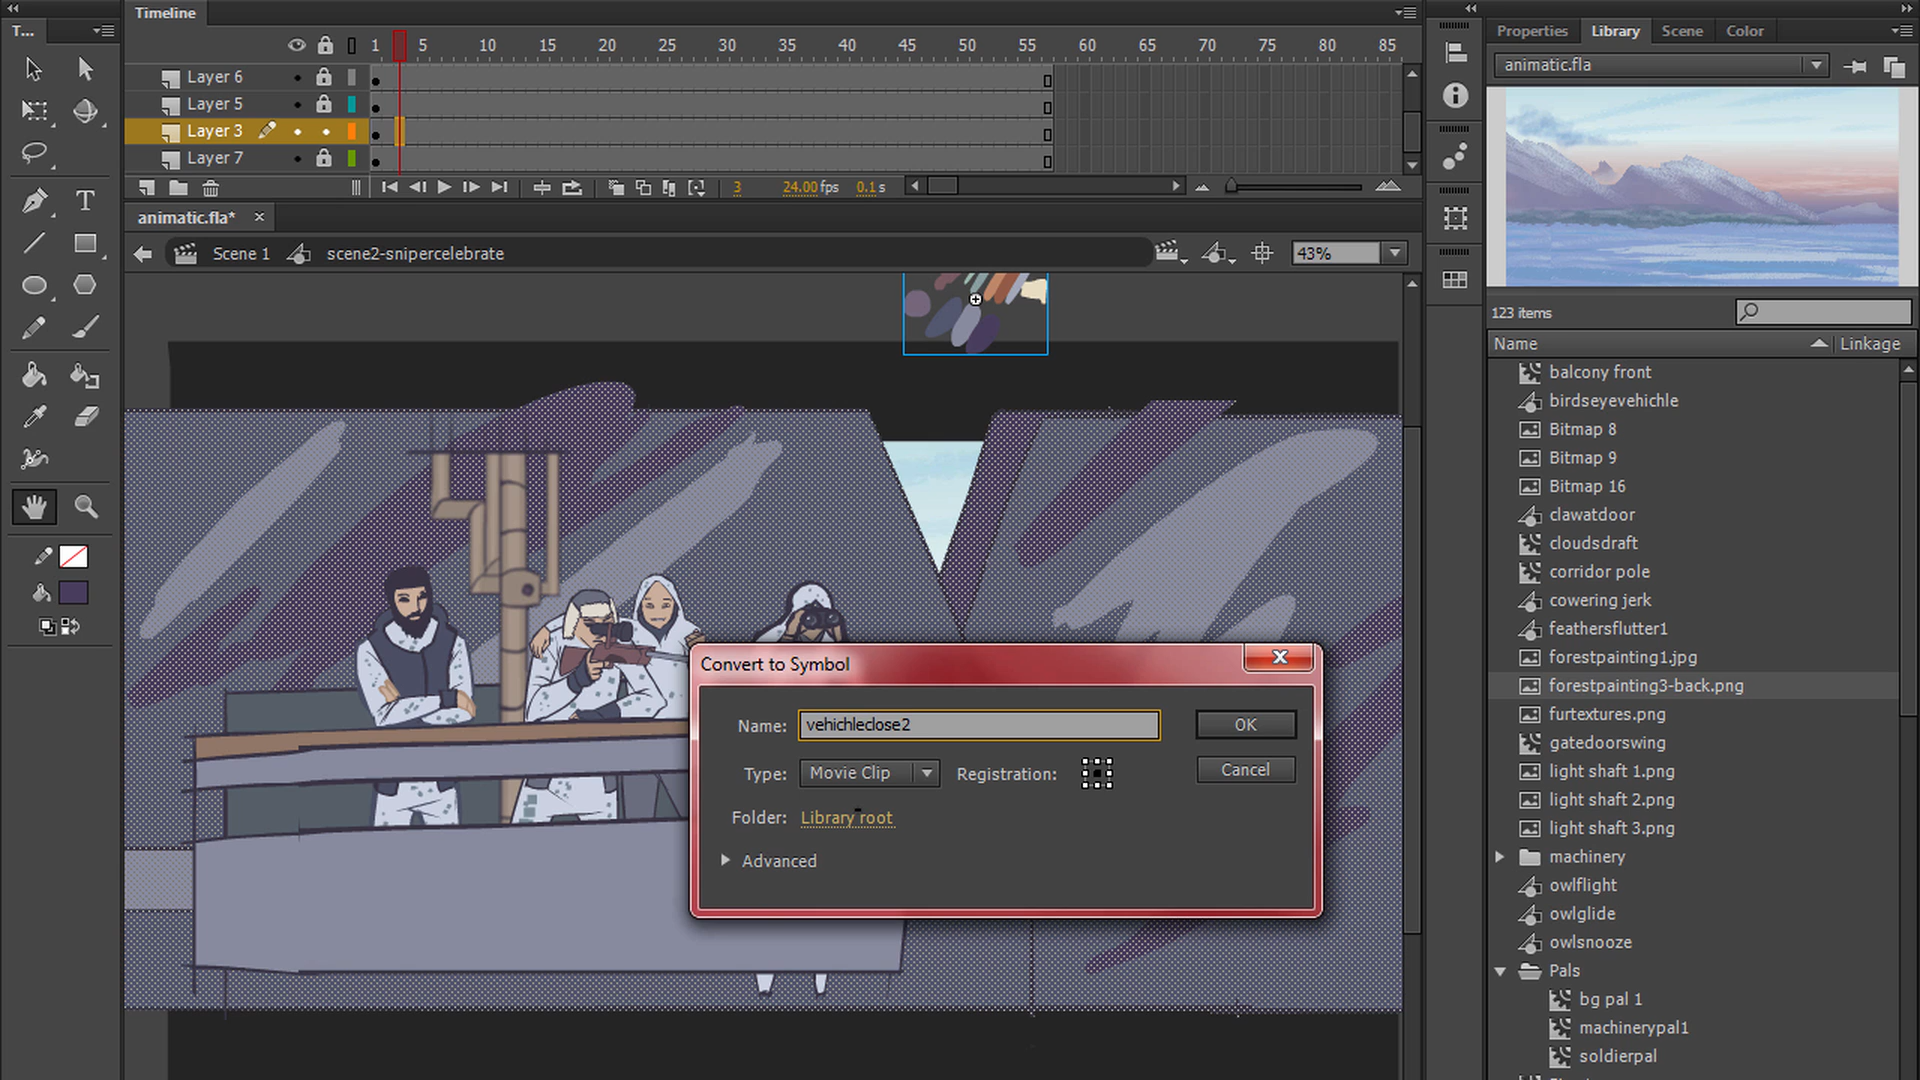 T...
Timeline
1 5 10 15 20 25 30 35 40 45 50 55 60 65 70 75 80 85
Layer 6
Layer 5
Layer 3
Layer 7
3 24.00 fps 0.1 s
animatic.fla*
Scene 1 scene2-snipercelebrate
43%
Convert to Symbol
Name: vehichleclose2
OK
Type: Movie Clip Registration:
Cancel
Folder: Library root
Advanced
Properties Library Scene Color
animatic.fla
123 items
Name Linkage
balcony front
birdseyevehichle
Bitmap 8
Bitmap 9
Bitmap 16
clawatdoor
cloudsdraft
corridor pole
cowering jerk
feathersflutter1
forestpainting1.jpg
forestpainting3-back.png
furtextures.png
gatedoorswing
light shaft 1.png
light shaft 2.png
light shaft 3.png
machinery
owlflight
owlglide
owlsnooze
Pals
bg pal 1
machinerypal1
soldierpal